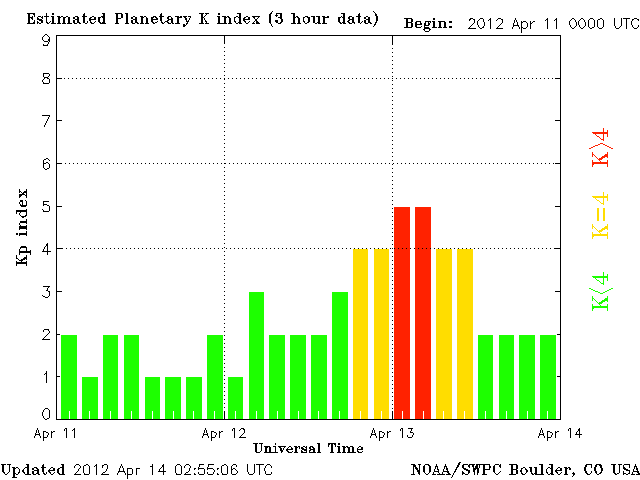 Estimated Planetary K index (3 hour data)
Begin: 2012 Apr 11 0000 UTC
9
8
7
6
5
4
3
2
1
0
Kp index
K>4
K=4
K<4
Apr 11
Apr 12
Apr 13
Apr 14
Universal Time
Updated 2012 Apr 14 02:55:06 UTC
NOAA/SWPC Boulder, CO USA